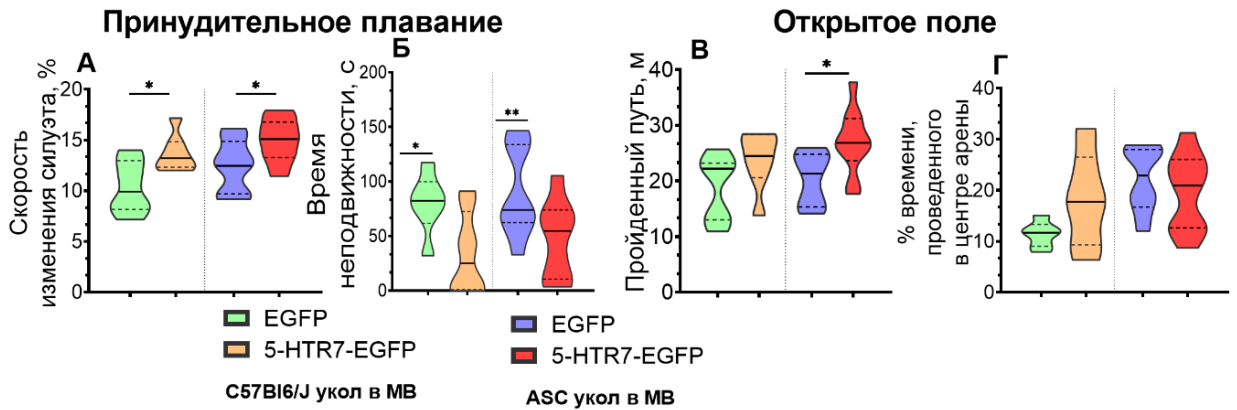 Принудительное плавание
Открытое поле
А
Скорость
изменения силуэта, %
20
15
10
5
0
*
*
Б
Время
неподвижности, с
200
150
100
50
0
*
**
В
Пройденный путь, м
40
30
20
10
0
*
Г
% времени,
проведенного
в центре арены
40
30
20
10
0
EGFP
5-HTR7-EGFP
C57Bl6/J укол в МВ
EGFP
5-HTR7-EGFP
ASC укол в МВ